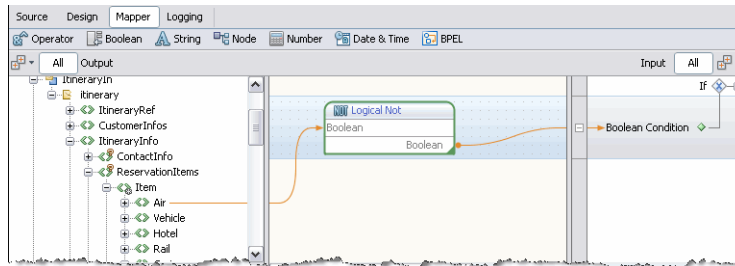 Source Design Mapper Logging
Operator Boolean String Node Number Date & Time BPEL
All Output Input All
ItineraryIn
If
itinerary
ItineraryRef
NOT Logical Not
CustomerInfos
Boolean
Boolean Condition
ItineraryInfo
Boolean
ContactInfo
ReservationItems
Item
Air
Vehicle
Hotel
Rail